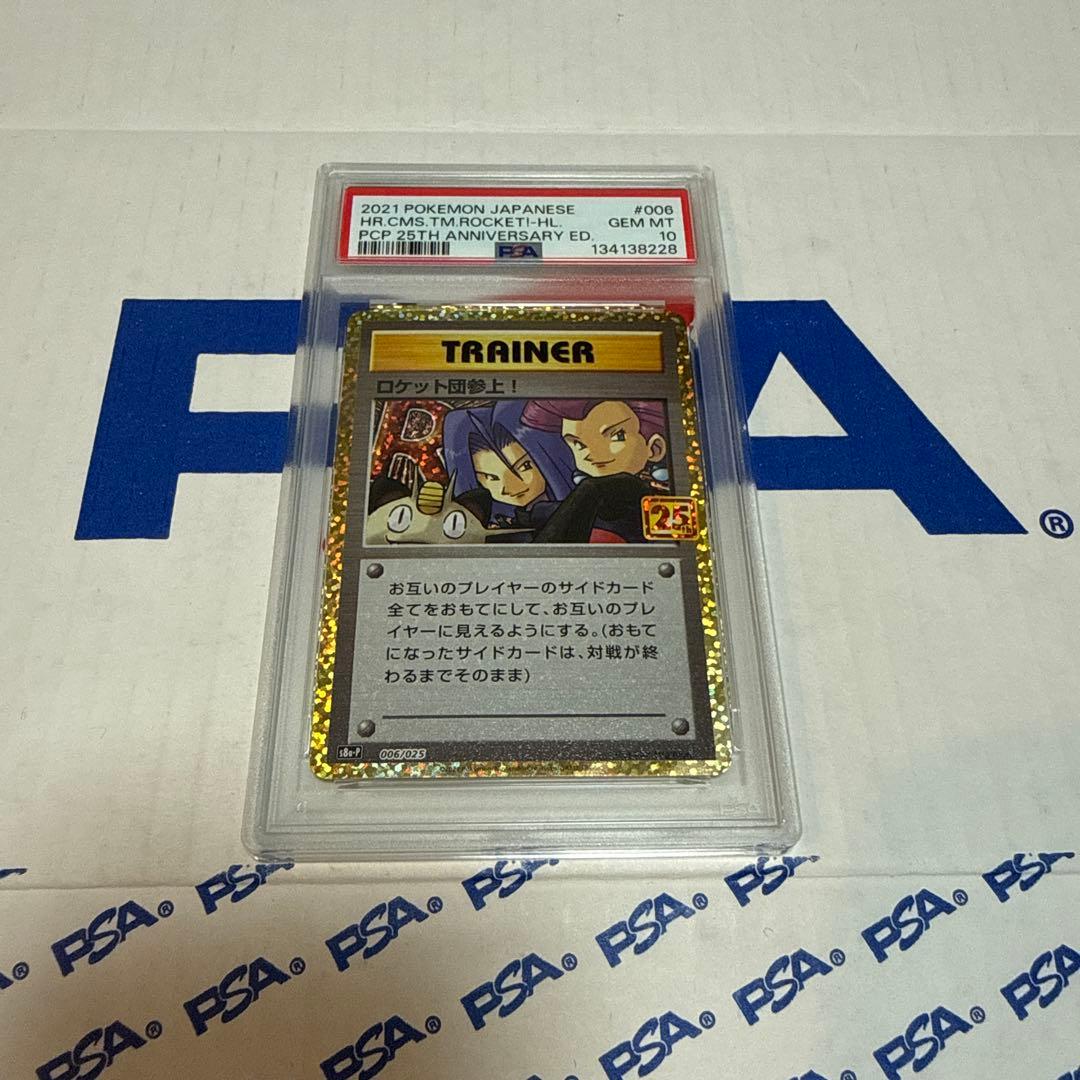 2021 POKEMON JAPANESE #006
HR.CMS.TM.ROCKET!-HL. GEM MT
PCP 25TH ANNIVERSARY ED. 10
PSA 134138228
PSA®
TRAINER
ロケット団参上!
25th
お互いのプレイヤーのサイドカード
全てをおもてにして、お互いのプレ
イヤーに見えるようにする。(おもて
になったサイドカードは、対戦が終
わるまでそのまま)
s8a-P 006/025
PSA
PSA® PSA® PSA® PSA
PSA® PSA® PSA® PSA®
PSA® PSA® PSA® PSA
PSA® PSA® PSA®